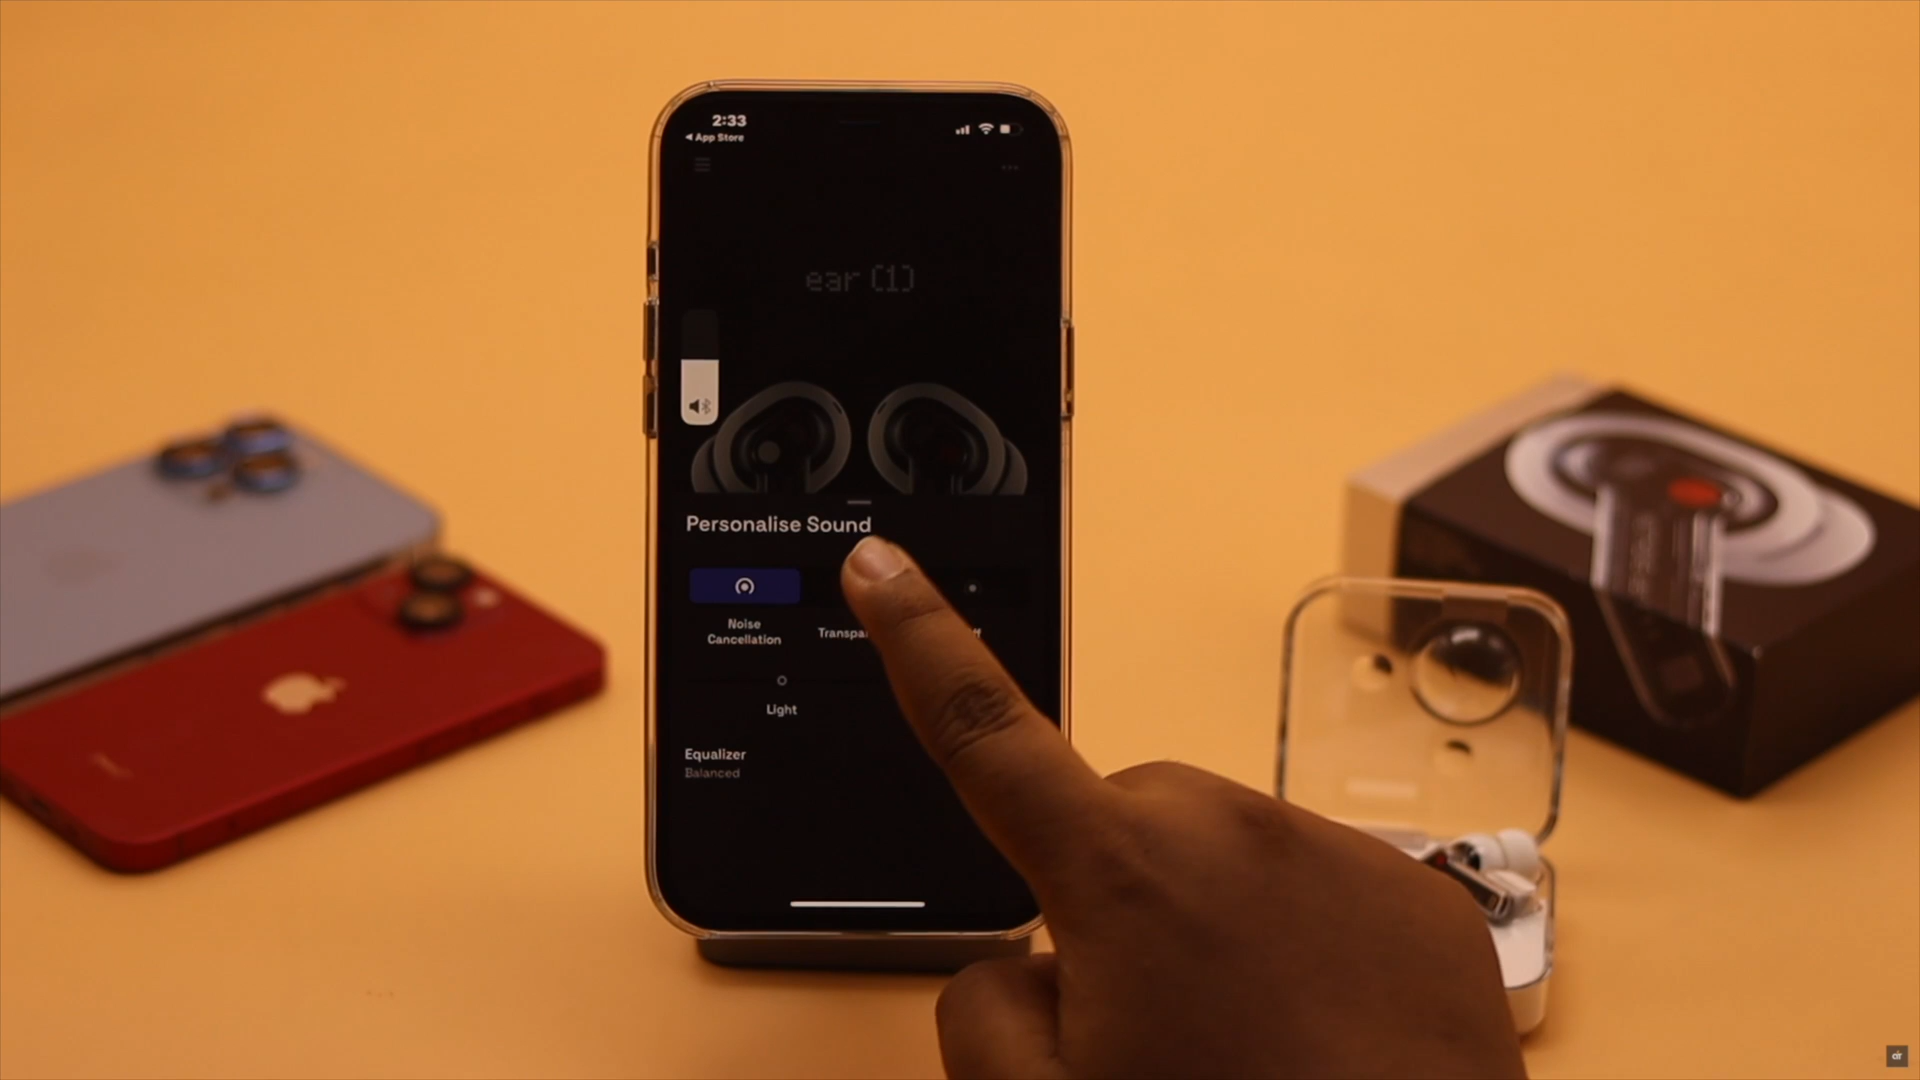 2:33
◀ App Store
ear (1)
Personalise Sound
Noise
Cancellation
Light
Equalizer
Balanced